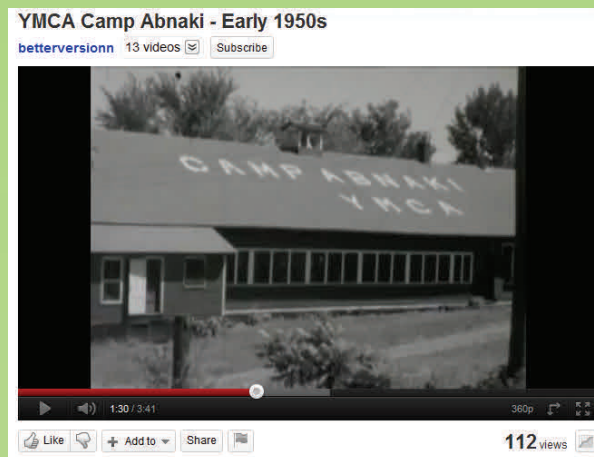 YMCA Camp Abnaki - Early 1950s
betterversionn 13 videos Subscribe
CAMP ABNAKI
YMCA
1:30 / 3:41 360p
Like Add to Share 112 views